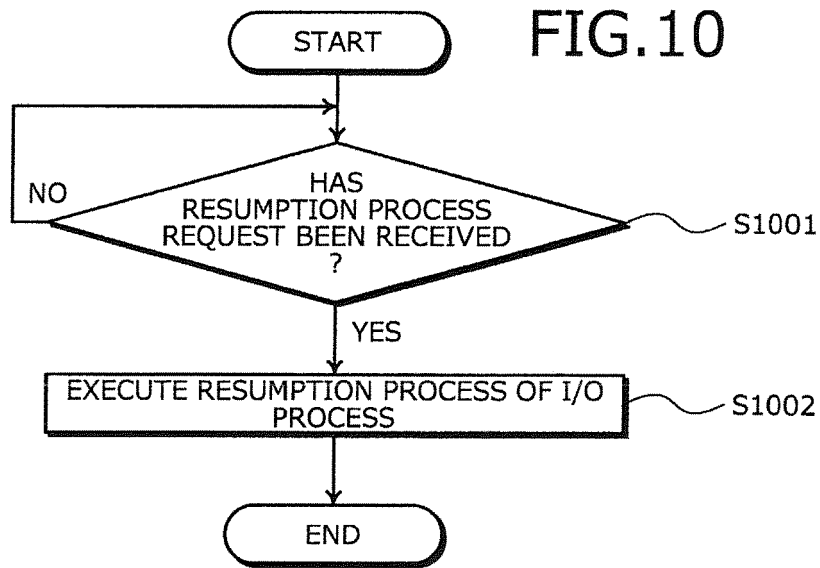 FIG.10
START
HAS
RESUMPTION PROCESS
REQUEST BEEN RECEIVED
?
NO
S1001
YES
EXECUTE RESUMPTION PROCESS OF I/O
PROCESS
S1002
END